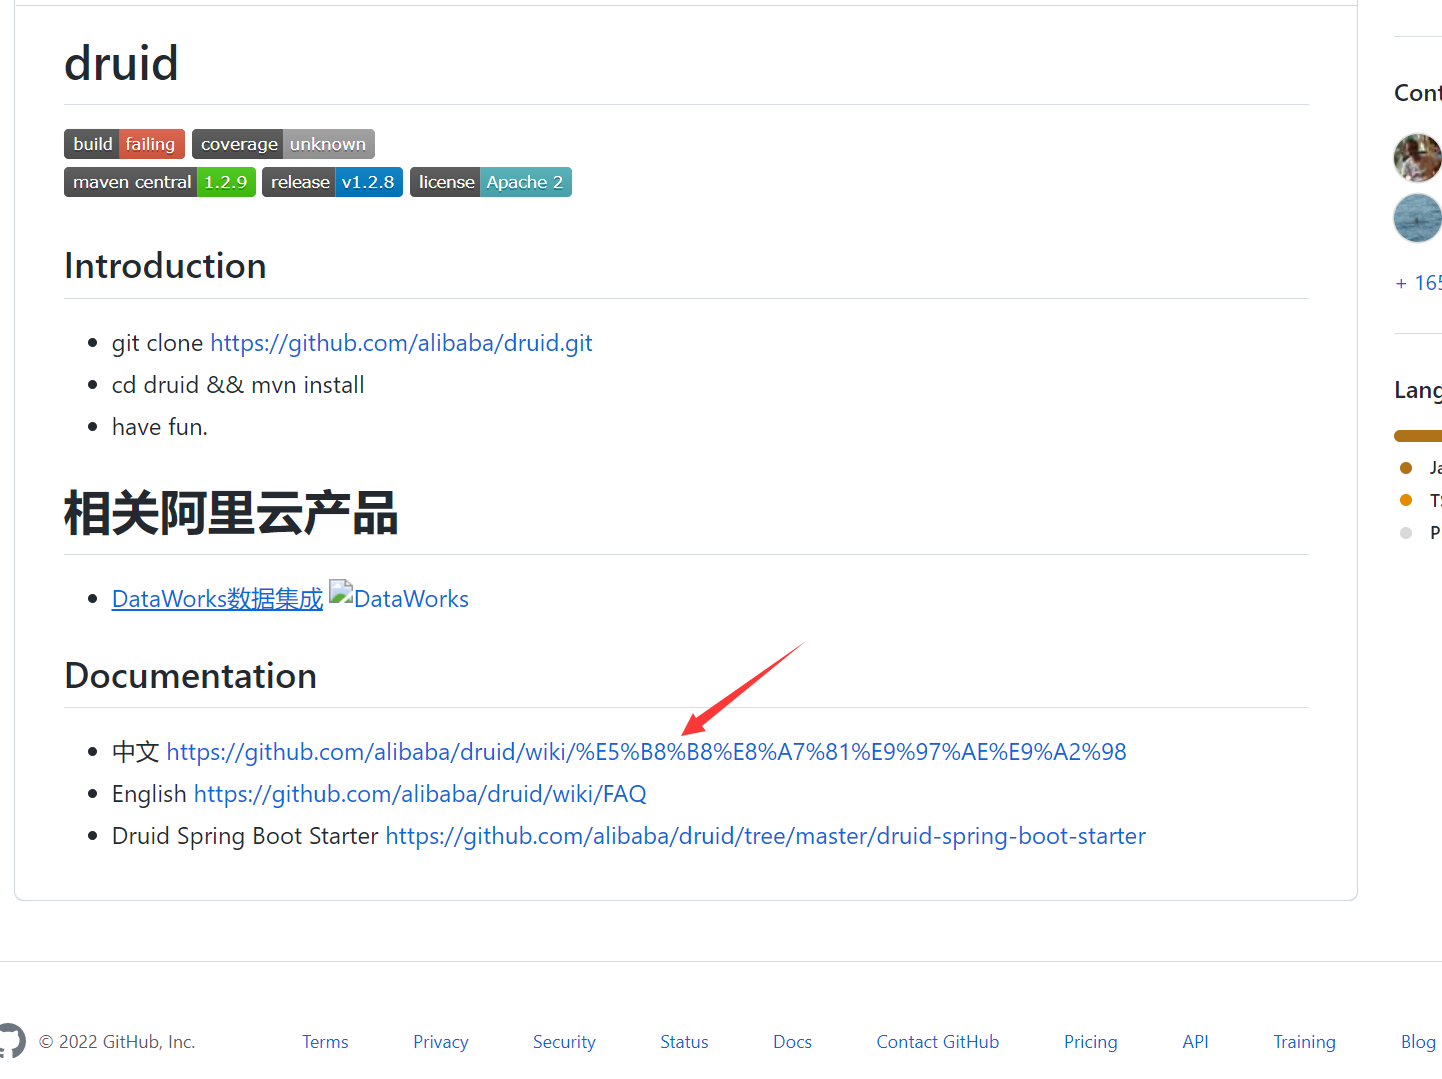 druid
build failing coverage unknown
maven central 1.2.9 release v1.2.8 license Apache 2
Introduction
git clone https://github.com/alibaba/druid.git
cd druid && mvn install
have fun.
相关阿里云产品
DataWorks数据集成 DataWorks
Documentation
中文 https://github.com/alibaba/druid/wiki/%E5%B8%B8%E8%A7%81%E9%97%AE%E9%A2%98
English https://github.com/alibaba/druid/wiki/FAQ
Druid Spring Boot Starter https://github.com/alibaba/druid/tree/master/druid-spring-boot-starter
Cont
+ 165
Lang
Ja
TS
P
© 2022 GitHub, Inc. Terms Privacy Security Status Docs Contact GitHub Pricing API Training Blog